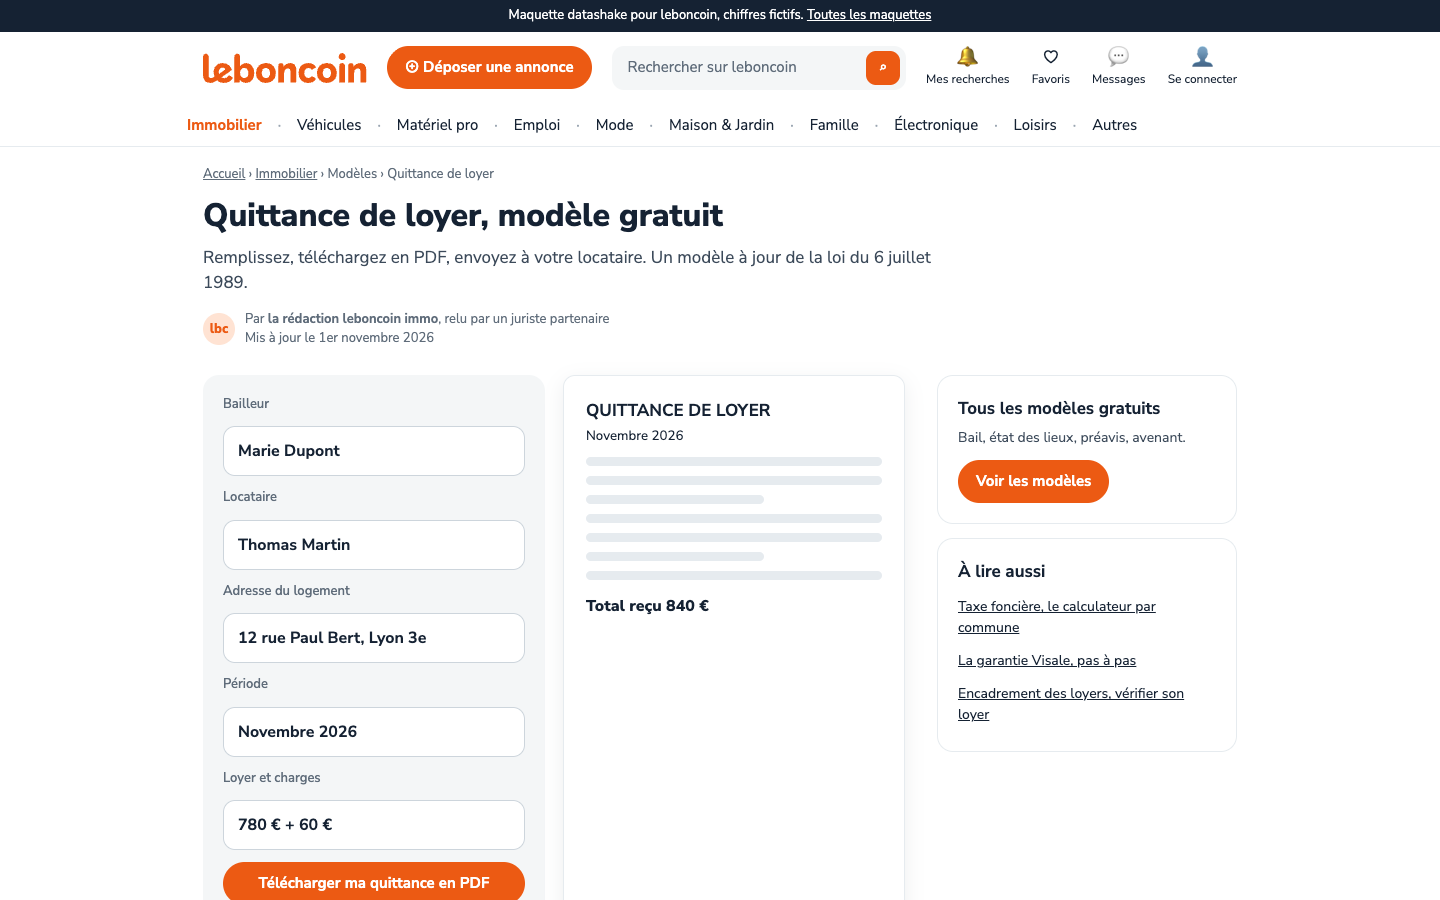 Maquette datashake pour leboncoin, chiffres fictifs. Toutes les maquettes
leboncoin
Déposer une annonce
Rechercher sur leboncoin
Mes recherches
Favoris
Messages
Se connecter
Immobilier · Véhicules · Matériel pro · Emploi · Mode · Maison & Jardin · Famille · Électronique · Loisirs · Autres
Accueil › Immobilier › Modèles › Quittance de loyer
Quittance de loyer, modèle gratuit
Remplissez, téléchargez en PDF, envoyez à votre locataire. Un modèle à jour de la loi du 6 juillet
1989.
lbc
Par la rédaction leboncoin immo, relu par un juriste partenaire
Mis à jour le 1er novembre 2026
Bailleur
Marie Dupont
Locataire
Thomas Martin
Adresse du logement
12 rue Paul Bert, Lyon 3e
Période
Novembre 2026
Loyer et charges
780 € + 60 €
Télécharger ma quittance en PDF
QUITTANCE DE LOYER
Novembre 2026
Total reçu 840 €
Tous les modèles gratuits
Bail, état des lieux, préavis, avenant.
Voir les modèles
À lire aussi
Taxe foncière, le calculateur par
commune
La garantie Visale, pas à pas
Encadrement des loyers, vérifier son
loyer